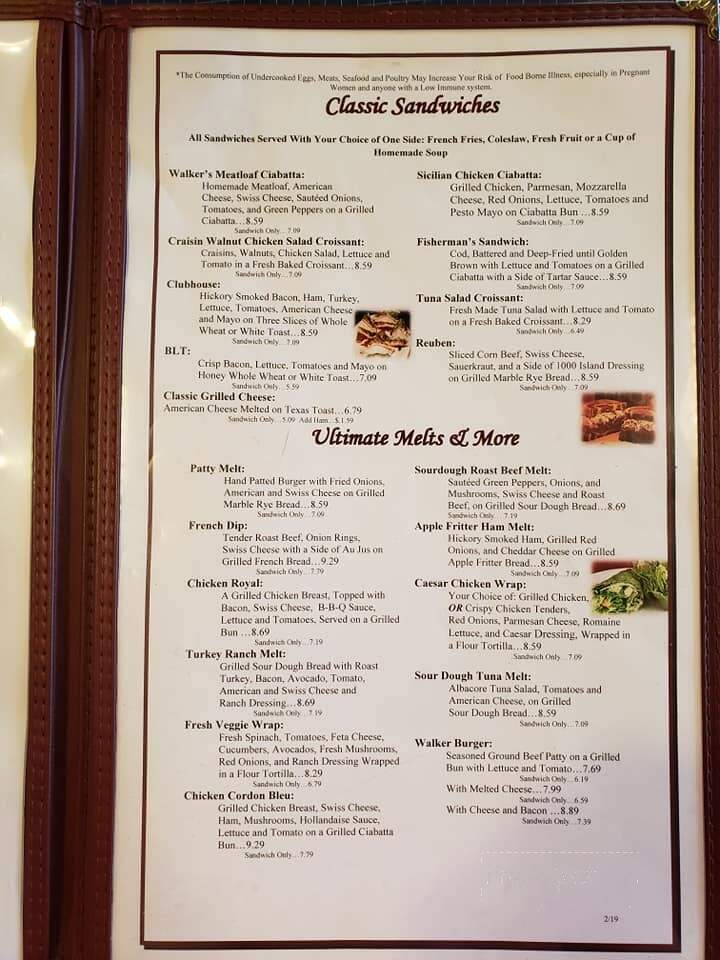 *The Consumption of Undercooked Eggs, Meats, Seafood and Poultry May Increase Your Risk of Food Borne Illness, especially in Pregnant
Women and anyone with a Low Immune system.
Classic Sandwiches
All Sandwiches Served With Your Choice of One Side: French Fries, Coleslaw, Fresh Fruit or a Cup of
Homemade Soup
Walker's Meatloaf Ciabatta:
Homemade Meatloaf, American
Cheese, Swiss Cheese, Sautéed Onions,
Tomatoes, and Green Peppers on a Grilled
Ciabatta...8.59
Sandwich Only...7.09
Craisin Walnut Chicken Salad Croissant:
Craisins, Walnuts, Chicken Salad, Lettuce and
Tomato in a Fresh Baked Croissant...8.59
Sandwich Only...7.09
Clubhouse:
Hickory Smoked Bacon, Ham, Turkey,
Lettuce, Tomatoes, American Cheese
and Mayo on Three Slices of Whole
Wheat or White Toast...8.59
Sandwich Only...7.09
BLT:
Crisp Bacon, Lettuce, Tomatoes and Mayo on
Honey Whole Wheat or White Toast...7.09
Sandwich Only...5.59
Classic Grilled Cheese:
American Cheese Melted on Texas Toast...6.79
Sandwich Only...5.09 Add Ham...$.1.59
Sicilian Chicken Ciabatta:
Grilled Chicken, Parmesan, Mozzarella
Cheese, Red Onions, Lettuce, Tomatoes and
Pesto Mayo on Ciabatta Bun ...8.59
Sandwich Only...7.09
Fisherman's Sandwich:
Cod, Battered and Deep-Fried until Golden
Brown with Lettuce and Tomatoes on a Grilled
Ciabatta with a Side of Tartar Sauce...8.59
Sandwich Only...7.09
Tuna Salad Croissant:
Fresh Made Tuna Salad with Lettuce and Tomato
on a Fresh Baked Croissant...8.29
Sandwich Only...6.49
Reuben:
Sliced Corn Beef, Swiss Cheese,
Sauerkraut, and a Side of 1000 Island Dressing
on Grilled Marble Rye Bread...8.59
Sandwich Only...7.09
Ultimate Melts & More
Patty Melt:
Hand Patted Burger with Fried Onions,
American and Swiss Cheese on Grilled
Marble Rye Bread...8.59
Sandwich Only...7.09
French Dip:
Tender Roast Beef, Onion Rings,
Swiss Cheese with a Side of Au Jus on
Grilled French Bread...9.29
Sandwich Only...7.79
Chicken Royal:
A Grilled Chicken Breast, Topped with
Bacon, Swiss Cheese, B-B-Q Sauce,
Lettuce and Tomatoes, Served on a Grilled
Bun ...8.69
Sandwich Only...7.19
Turkey Ranch Melt:
Grilled Sour Dough Bread with Roast
Turkey, Bacon, Avocado, Tomato,
American and Swiss Cheese and
Ranch Dressing...8.69
Sandwich Only...7.19
Fresh Veggie Wrap:
Fresh Spinach, Tomatoes, Feta Cheese,
Cucumbers, Avocados, Fresh Mushrooms,
Red Onions, and Ranch Dressing Wrapped
in a Flour Tortilla...8.29
Sandwich Only...6.79
Chicken Cordon Bleu:
Grilled Chicken Breast, Swiss Cheese,
Ham, Mushrooms, Hollandaise Sauce,
Lettuce and Tomato on a Grilled Ciabatta
Bun...9.29
Sandwich Only...7.79
Sourdough Roast Beef Melt:
Sautéed Green Peppers, Onions, and
Mushrooms, Swiss Cheese and Roast
Beef, on Grilled Sour Dough Bread...8.69
Sandwich Only...7.19
Apple Fritter Ham Melt:
Hickory Smoked Ham, Grilled Red
Onions, and Cheddar Cheese on Grilled
Apple Fritter Bread...8.59
Sandwich Only...7.09
Caesar Chicken Wrap:
Your Choice of: Grilled Chicken,
OR Crispy Chicken Tenders,
Red Onions, Parmesan Cheese, Romaine
Lettuce, and Caesar Dressing, Wrapped in
a Flour Tortilla...8.59
Sandwich Only...7.09
Sour Dough Tuna Melt:
Albacore Tuna Salad, Tomatoes and
American Cheese, on Grilled
Sour Dough Bread...8.59
Sandwich Only...7.09
Walker Burger:
Seasoned Ground Beef Patty on a Grilled
Bun with Lettuce and Tomato...7.69
Sandwich Only...6.19
With Melted Cheese...7.99
Sandwich Only...6.59
With Cheese and Bacon ...8.89
Sandwich Only...7.39
2/19